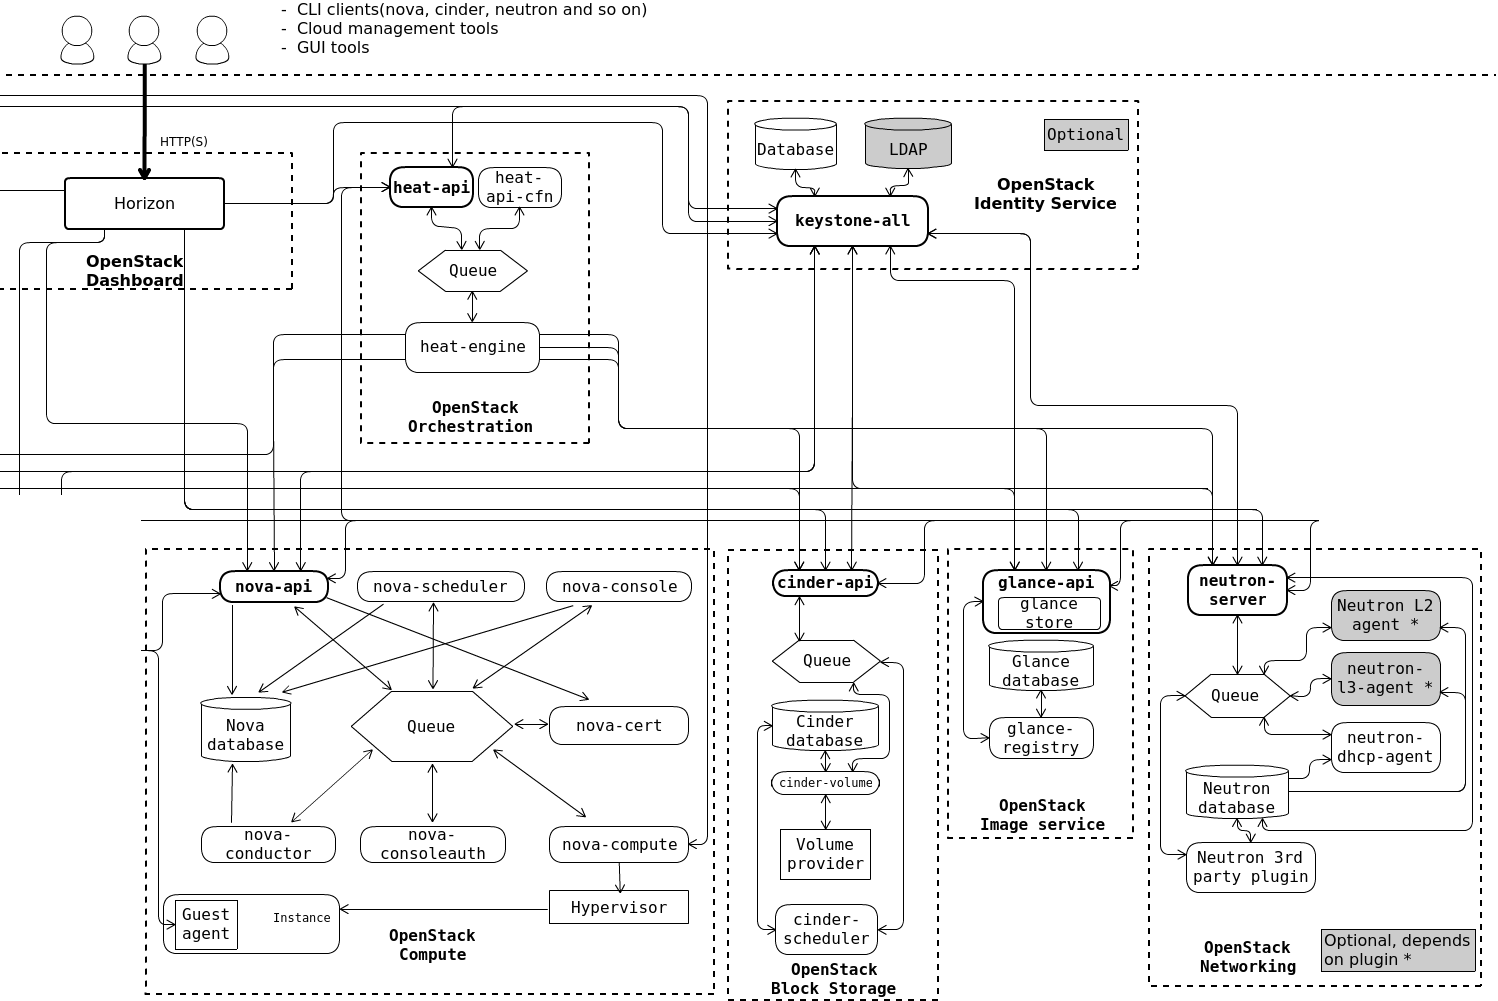 - CLI clients(nova, cinder, neutron and so on)
- Cloud management tools
- GUI tools
HTTP(S)
Horizon
OpenStack
Dashboard
heat-api
heat-
api-cfn
Queue
heat-engine
OpenStack
Orchestration
Database
LDAP
Optional
OpenStack
Identity Service
keystone-all
nova-api
nova-scheduler
nova-console
Nova
database
Queue
nova-cert
nova-
conductor
nova-
consoleauth
nova-compute
Guest
agent
Instance
Hypervisor
OpenStack
Compute
cinder-api
Queue
Cinder
database
cinder-volume
Volume
provider
cinder-
scheduler
OpenStack
Block Storage
glance-api
glance
store
Glance
database
glance-
registry
OpenStack
Image service
neutron-
server
Neutron L2
agent *
neutron-
l3-agent *
Queue
neutron-
dhcp-agent
Neutron
database
Neutron 3rd
party plugin
OpenStack
Networking
Optional, depends
on plugin *